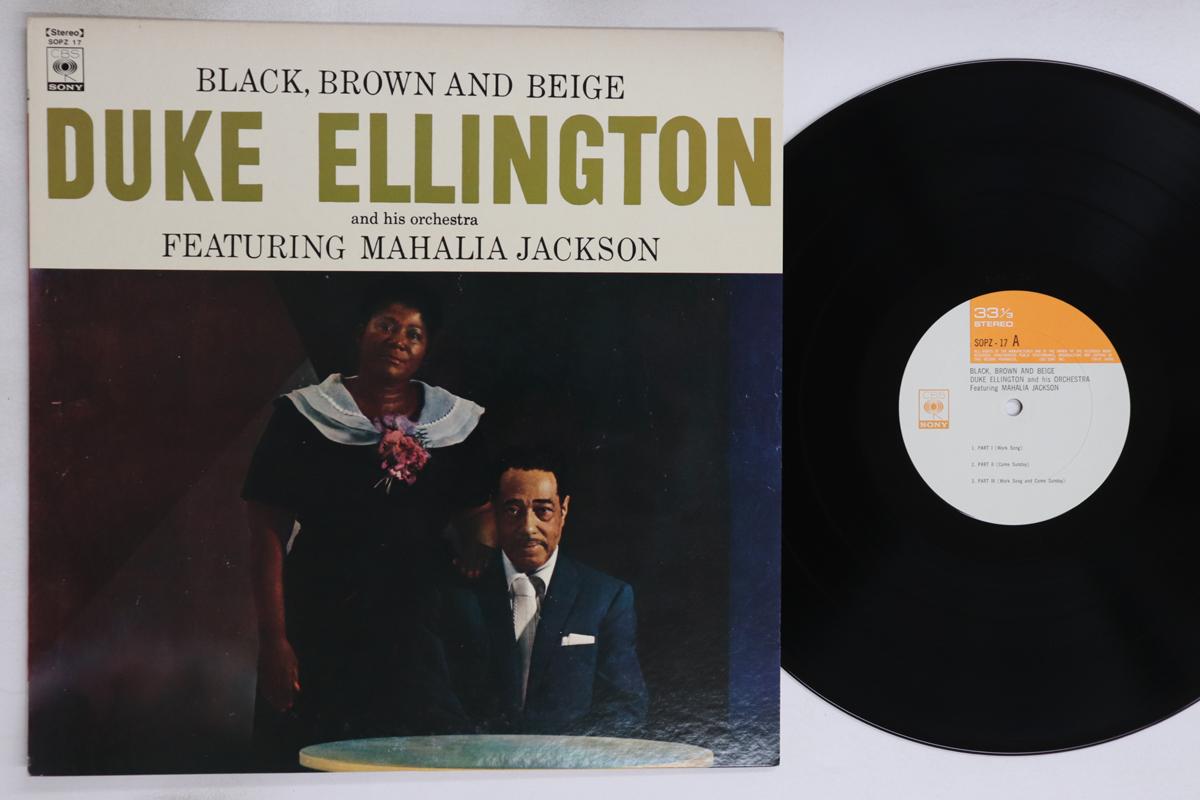 【Stereo】
SOPZ 17
CBS
SONY
BLACK, BROWN AND BEIGE
DUKE ELLINGTON
and his orchestra
FEATURING MAHALIA JACKSON
33⅓
STEREO
SOPZ-17 A
BLACK, BROWN AND BEIGE
DUKE ELLINGTON and his ORCHESTRA
Featuring MAHALIA JACKSON
CBS
SONY
1. PART I (Work Song)
2. PART II (Come Sunday)
3. PART III (Work Song and Come Sunday)